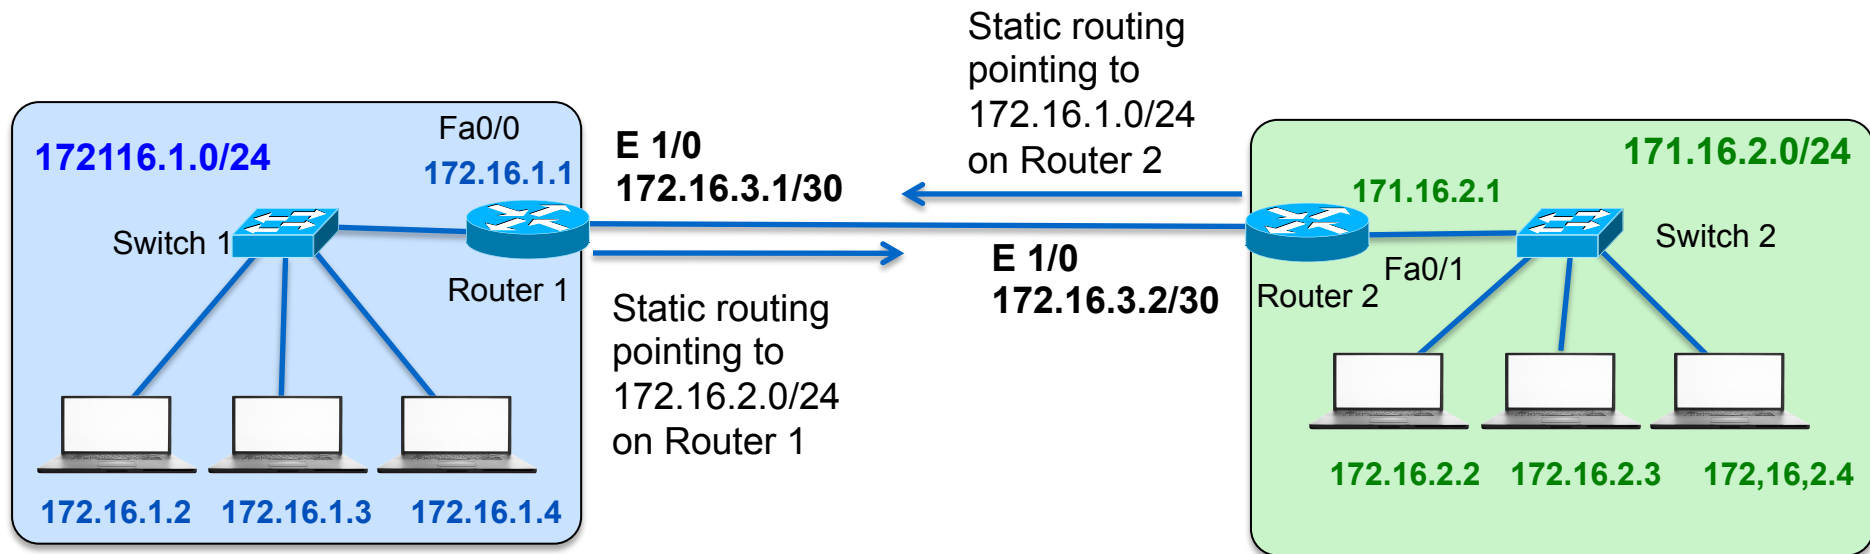 Static routing
pointing to
172.16.1.0/24
on Router 2
172116.1.0/24
Fa0/0
172.16.1.1
E 1/0
172.16.3.1/30
171.16.2.0/24
171.16.2.1
Switch 1
Router 1
E 1/0
172.16.3.2/30
Switch 2
Fa0/1
Router 2
Static routing
pointing to
172.16.2.0/24
on Router 1
172.16.1.2
172.16.1.3
172.16.1.4
172.16.2.2
172.16.2.3
172,16,2.4